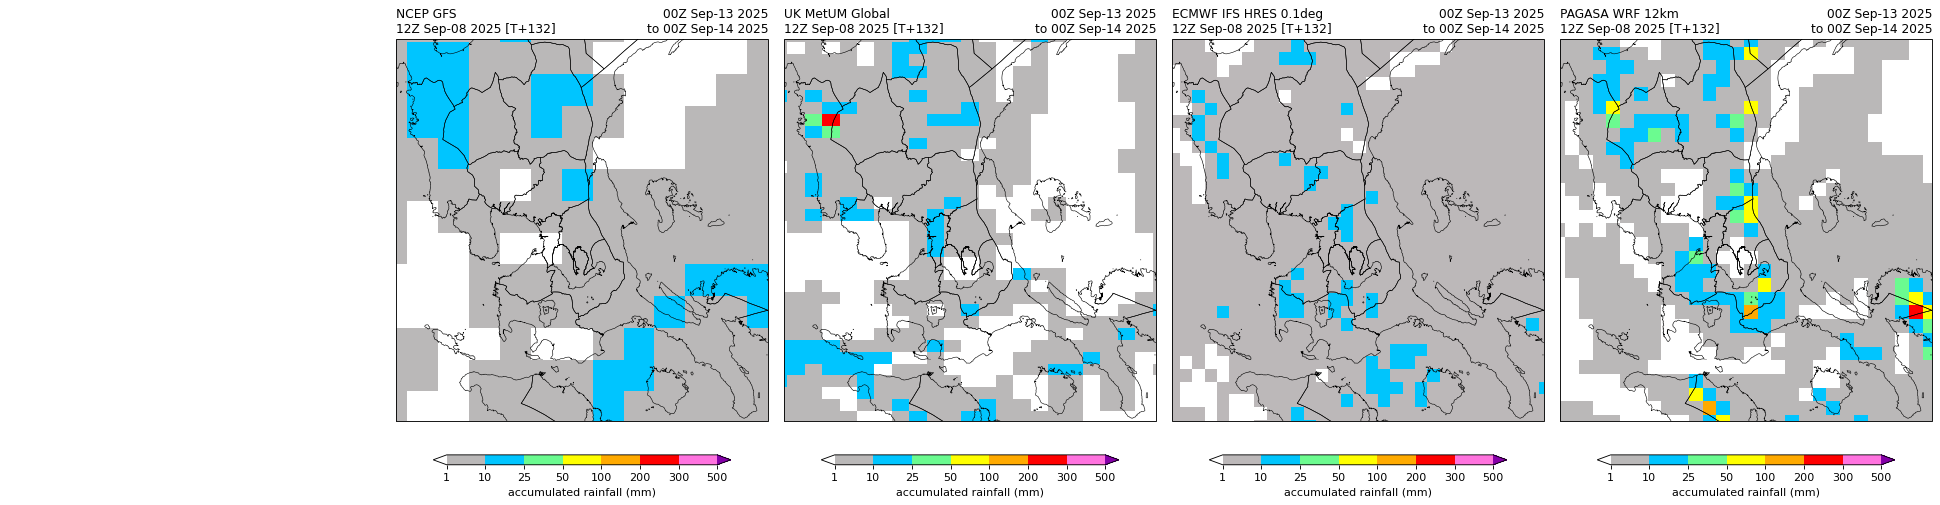 NCEP GFS 00Z Sep-13 2025
12Z Sep-08 2025 [T+132] to 00Z Sep-14 2025
UK MetUM Global 00Z Sep-13 2025
12Z Sep-08 2025 [T+132] to 00Z Sep-14 2025
ECMWF IFS HRES 0.1deg 00Z Sep-13 2025
12Z Sep-08 2025 [T+132] to 00Z Sep-14 2025
PAGASA WRF 12km 00Z Sep-13 2025
12Z Sep-08 2025 [T+132] to 00Z Sep-14 2025
1 10 25 50 100 200 300 500
accumulated rainfall (mm)
1 10 25 50 100 200 300 500
accumulated rainfall (mm)
1 10 25 50 100 200 300 500
accumulated rainfall (mm)
1 10 25 50 100 200 300 500
accumulated rainfall (mm)